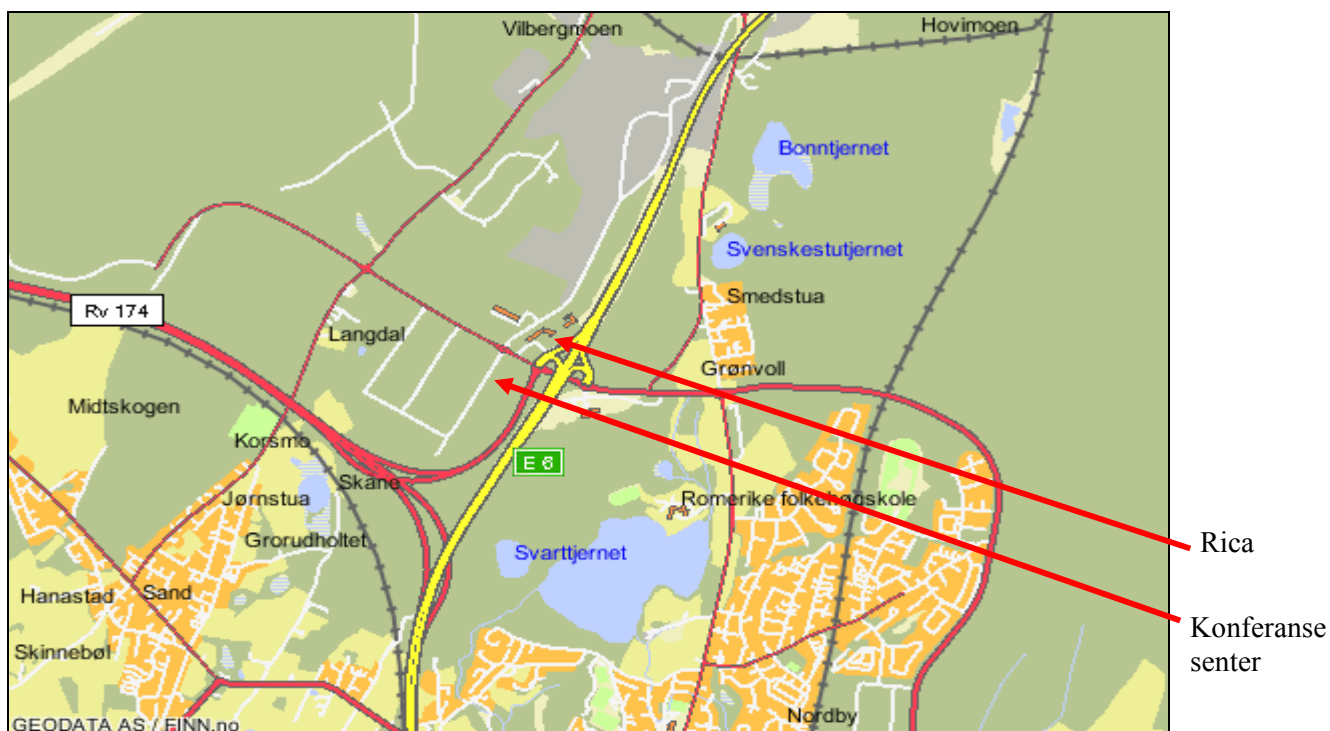 Vilbergmoen
Hovimoen
Bonntjernet
Svenskestutjernet
Smedstua
Rv 174
Langdal
Grønvoll
Midtskogen
Korsmo
E 6
Skåne
Jørnstua
Romerike folkehøgskole
Grorudholtet
Svarttjernet
Rica
Hanastad
Sand
Konferanse
senter
Skinnebøl
Nordby
GEODATA AS / FINN.no